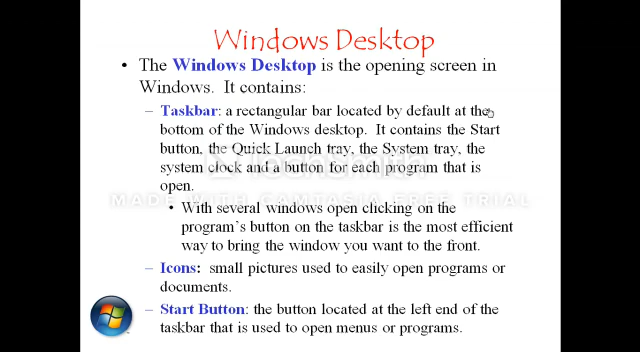 Windows Desktop
• The Windows Desktop is the opening screen in
Windows. It contains:
– Taskbar: a rectangular bar located by default at the
bottom of the Windows desktop. It contains the Start
button, the Quick Launch tray, the System tray, the
system clock and a button for each program that is
open.
• With several windows open clicking on the
program's button on the taskbar is the most efficient
way to bring the window you want to the front.
– Icons: small pictures used to easily open programs or
documents.
– Start Button: the button located at the left end of the
taskbar that is used to open menus or programs.
TechSmith
MADE WITH CAMTASIA FREE TRIAL